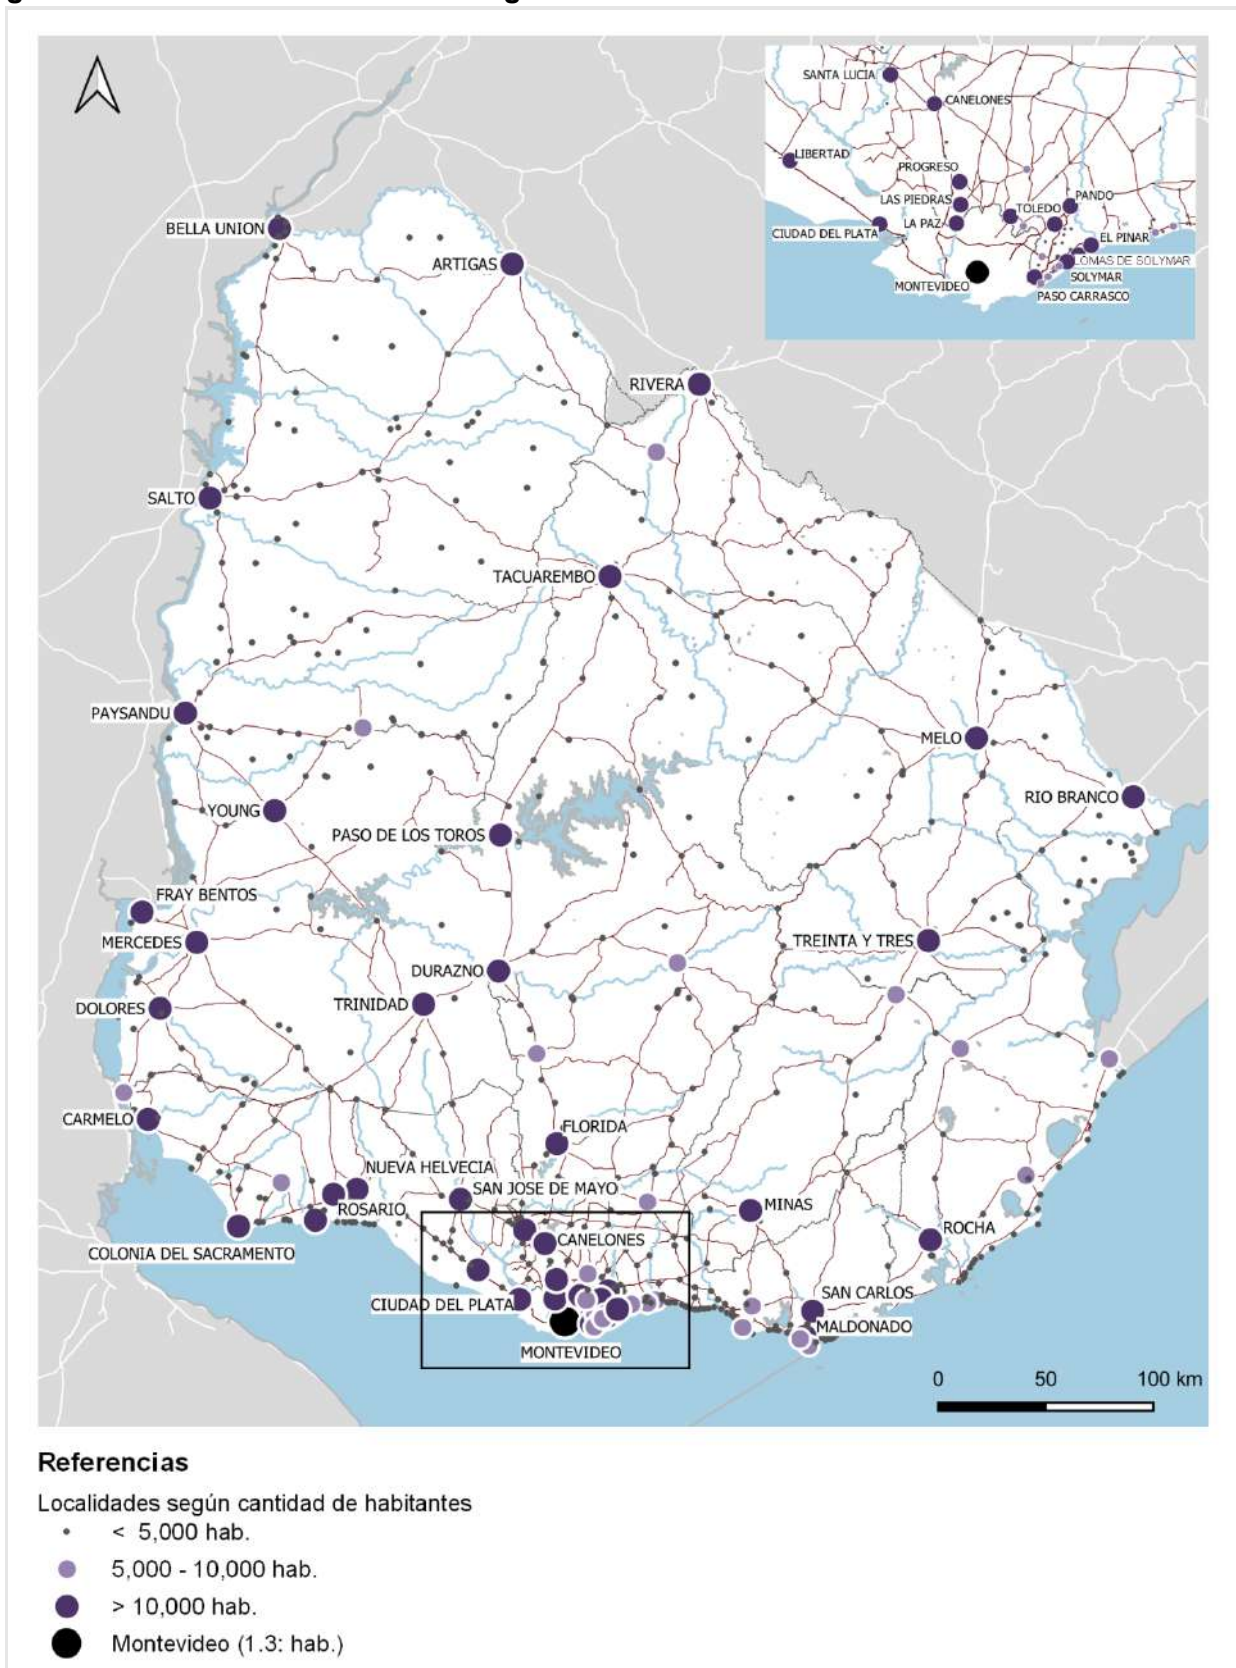 SANTA LUCIA
CANELONES
LIBERTAD
PROGRESO
LAS PIEDRAS
PANDO
TOLEDO
LA PAZ
CIUDAD DEL PLATA
EL PINAR
LOMAS DE SOLYMAR
SOLYMAR
MONTEVIDEO
PASO CARRASCO
BELLA UNION
ARTIGAS
RIVERA
SALTO
TACUAREMBO
PAYSANDU
MELO
RIO BRANCO
YOUNG
PASO DE LOS TOROS
FRAY BENTOS
MERCEDES
TREINTA Y TRES
DURAZNO
TRINIDAD
DOLORES
CARMELO
FLORIDA
NUEVA HELVECIA
SAN JOSE DE MAYO
ROSARIO
MINAS
COLONIA DEL SACRAMENTO
CANELONES
ROCHA
SAN CARLOS
CIUDAD DEL PLATA
MALDONADO
MONTEVIDEO
0 50 100 km
Referencias
Localidades según cantidad de habitantes
< 5,000 hab.
5,000 - 10,000 hab.
> 10,000 hab.
Montevideo (1.3: hab.)